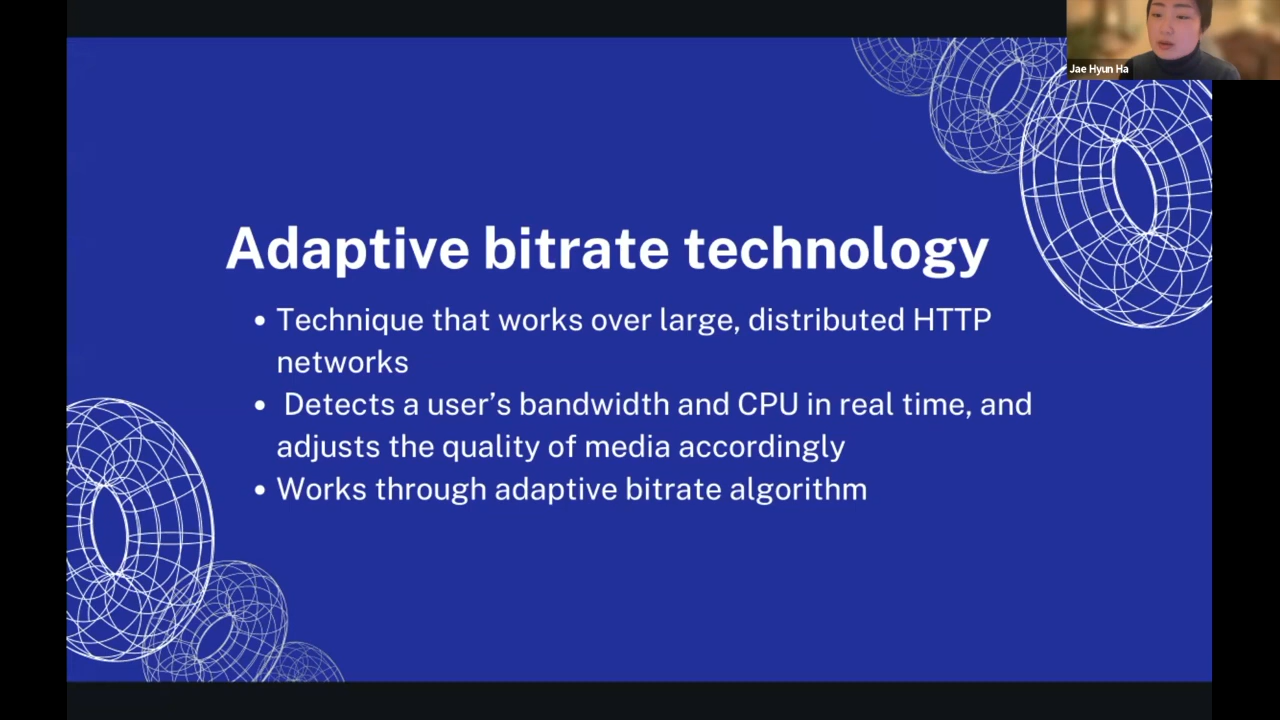 Jae Hyun Ha
Adaptive bitrate technology
• Technique that works over large, distributed HTTP
networks
• Detects a user’s bandwidth and CPU in real time, and
adjusts the quality of media accordingly
• Works through adaptive bitrate algorithm